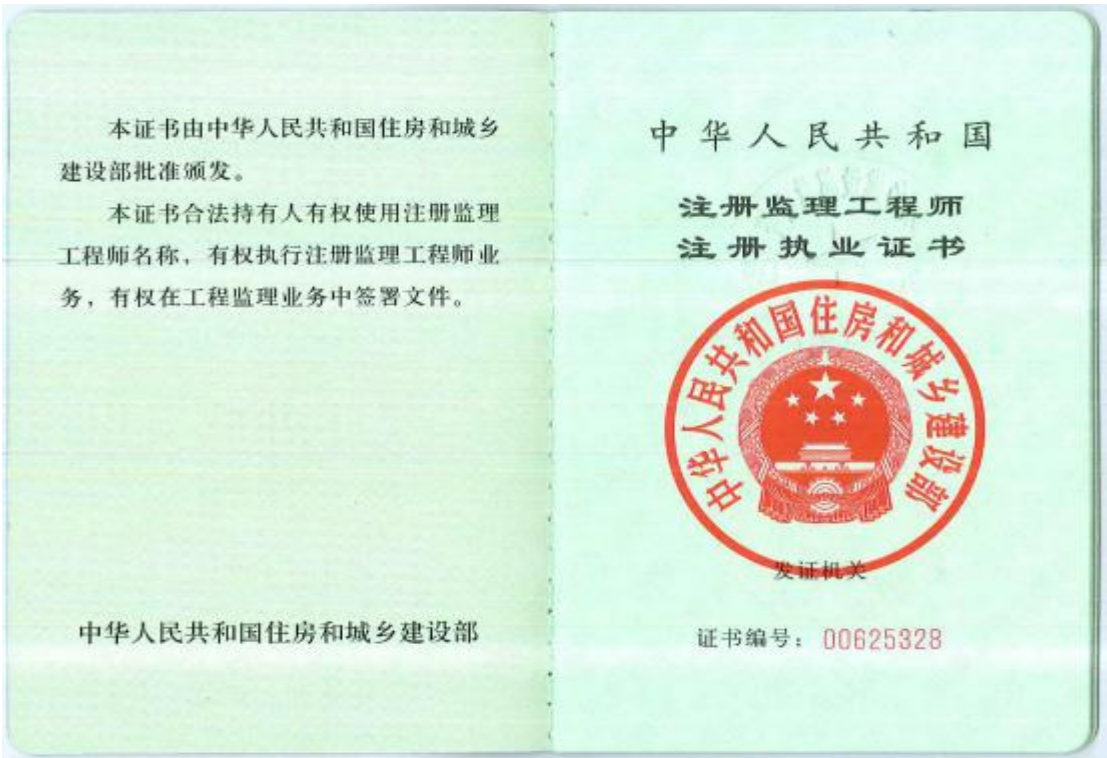 本证书由中华人民共和国住房和城乡
建设部批准颁发。
本证书合法持有人有权使用注册监理
工程师名称，有权执行注册监理工程师业
务，有权在工程监理业务中签署文件。
中华人民共和国住房和城乡建设部
中华人民共和国
注册监理工程师
注册执业证书
中华人民共和国住房和城乡建设部
发证机关
证书编号：00625328